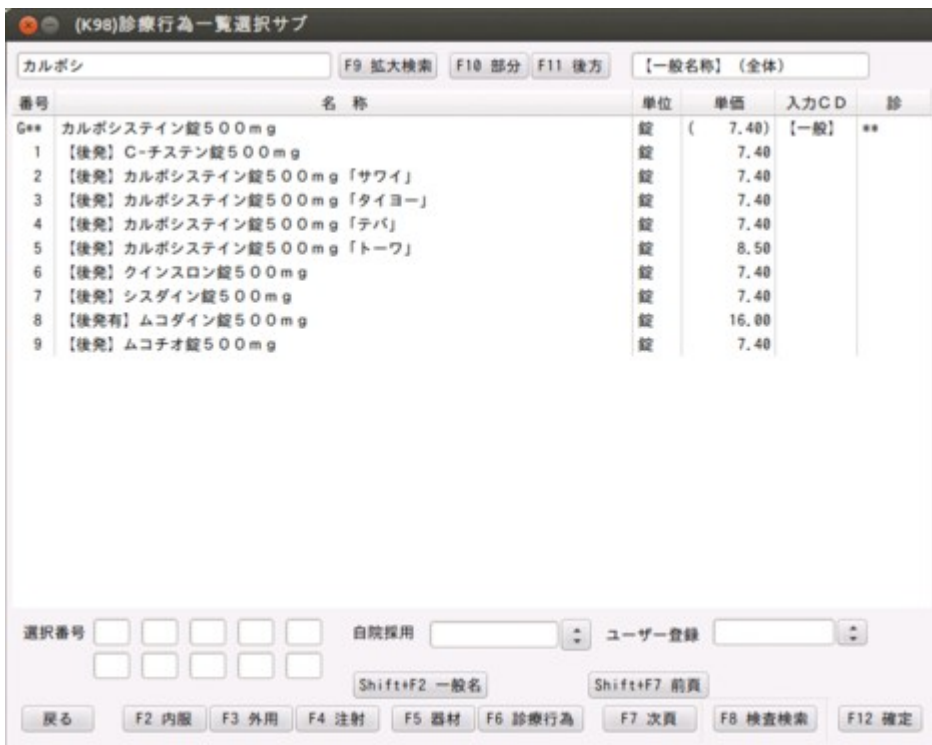 (K98)診療行為一覧選択サブ
カルボシ F9 拡大検索 F10 部分 F11 後方 【一般名称】 (全体)
番号 名 称 単位 単価 入力CD 診
G** カルボシステイン錠500mg 錠 ( 7.40) 【一般】 **
1 【後発】C-チステン錠500mg 錠 7.40
2 【後発】カルボシステイン錠500mg「サワイ」 錠 7.40
3 【後発】カルボシステイン錠500mg「タイヨー」 錠 7.40
4 【後発】カルボシステイン錠500mg「テバ」 錠 7.40
5 【後発】カルボシステイン錠500mg「トーワ」 錠 8.50
6 【後発】クインスロン錠500mg 錠 7.40
7 【後発】シスダイン錠500mg 錠 7.40
8 【後発有】ムコダイン錠500mg 錠 16.00
9 【後発】ムコチオ錠500mg 錠 7.40
選択番号 自院採用 ユーザー登録
Shift+F2 一般名 Shift+F7 前頁
戻る F2 内服 F3 外用 F4 注射 F5 器材 F6 診療行為 F7 次頁 F8 検査検索 F12 確定